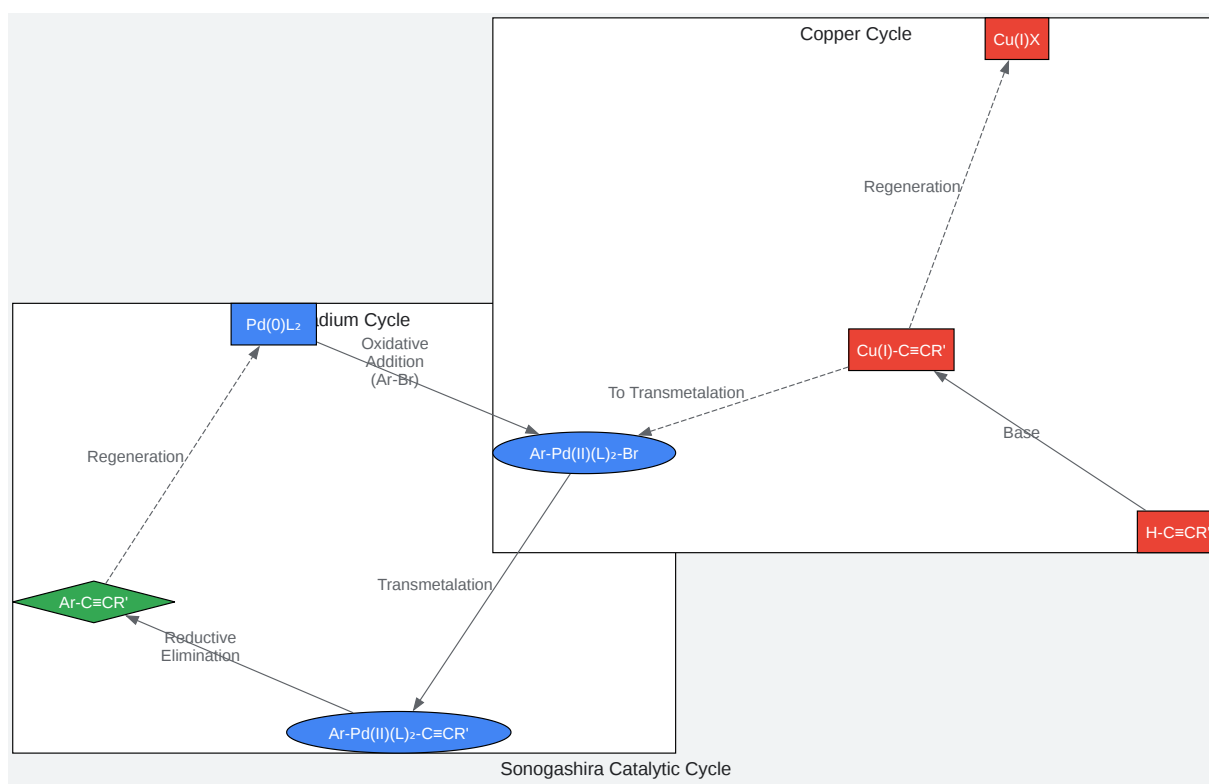 Copper Cycle
Cu(I)X
Regeneration
Pd(0)L₂
adium Cycle
Oxidative
Addition
(Ar-Br)
Cu(I)-C≡CR'
To Transmetalation
Base
Regeneration
Ar-Pd(II)(L)₂-Br
H-C≡CR'
Transmetalation
Ar-C≡CR'
Reductive
Elimination
Ar-Pd(II)(L)₂-C≡CR'
Sonogashira Catalytic Cycle